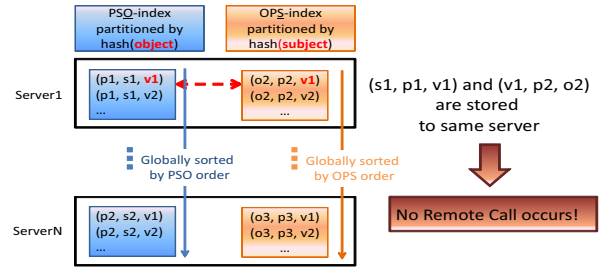 PSO-index
partitioned by
hash(object)
OPS-index
partitioned by
hash(subject)
Server1
(p1, s1, v1)
(p1, s1, v2)
...
(o2, p2, v1)
(o2, p2, v2)
...
Globally sorted
by PSO order
Globally sorted
by OPS order
ServerN
(p2, s2, v1)
(p2, s2, v2)
...
(o3, p3, v1)
(o3, p3, v2)
...
(s1, p1, v1) and (v1, p2, o2)
are stored
to same server
No Remote Call occurs!